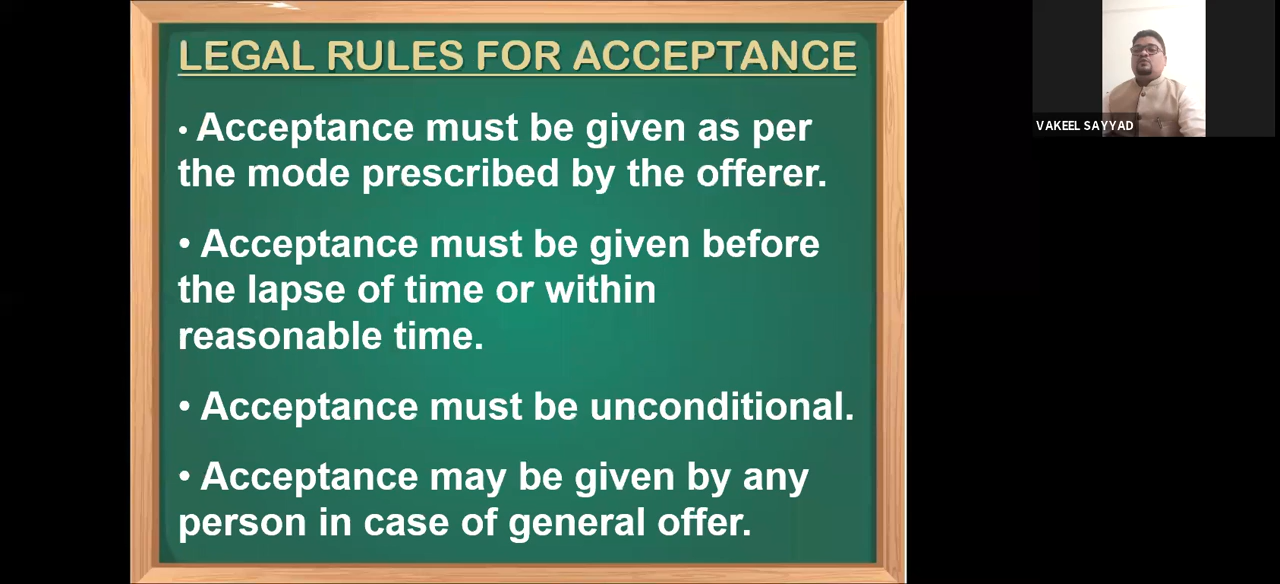 LEGAL RULES FOR ACCEPTANCE
• Acceptance must be given as per
the mode prescribed by the offerer.
• Acceptance must be given before
the lapse of time or within
reasonable time.
• Acceptance must be unconditional.
• Acceptance may be given by any
person in case of general offer.
VAKEEL SAYYAD